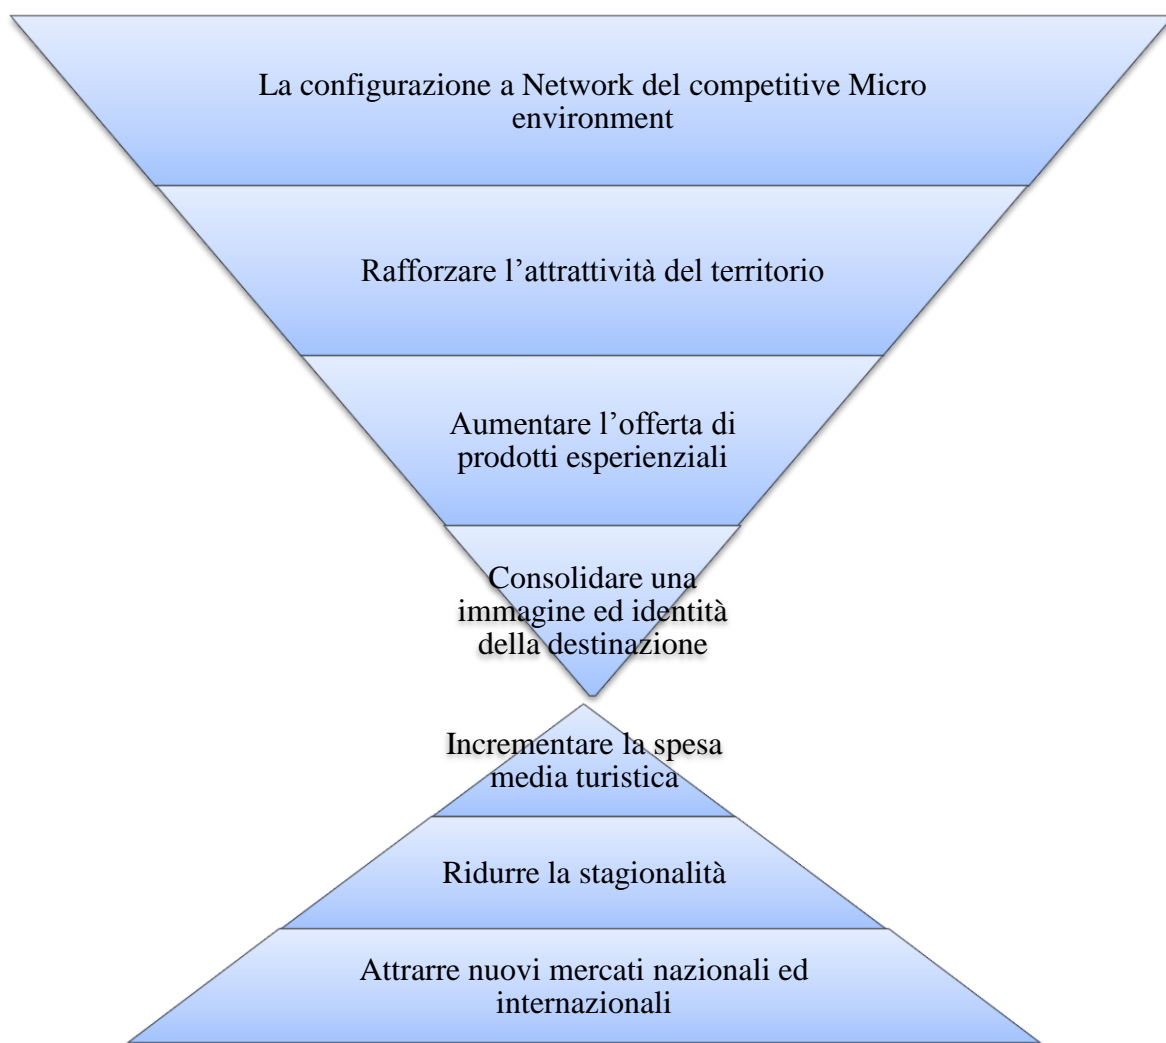 La configurazione a Network del competitive Micro
environment
Rafforzare l’attrattività del territorio
Aumentare l’offerta di
prodotti esperienziali
Consolidare una
immagine ed identità
della destinazione
Incrementare la spesa
media turistica
Ridurre la stagionalità
Attrarre nuovi mercati nazionali ed
internazionali